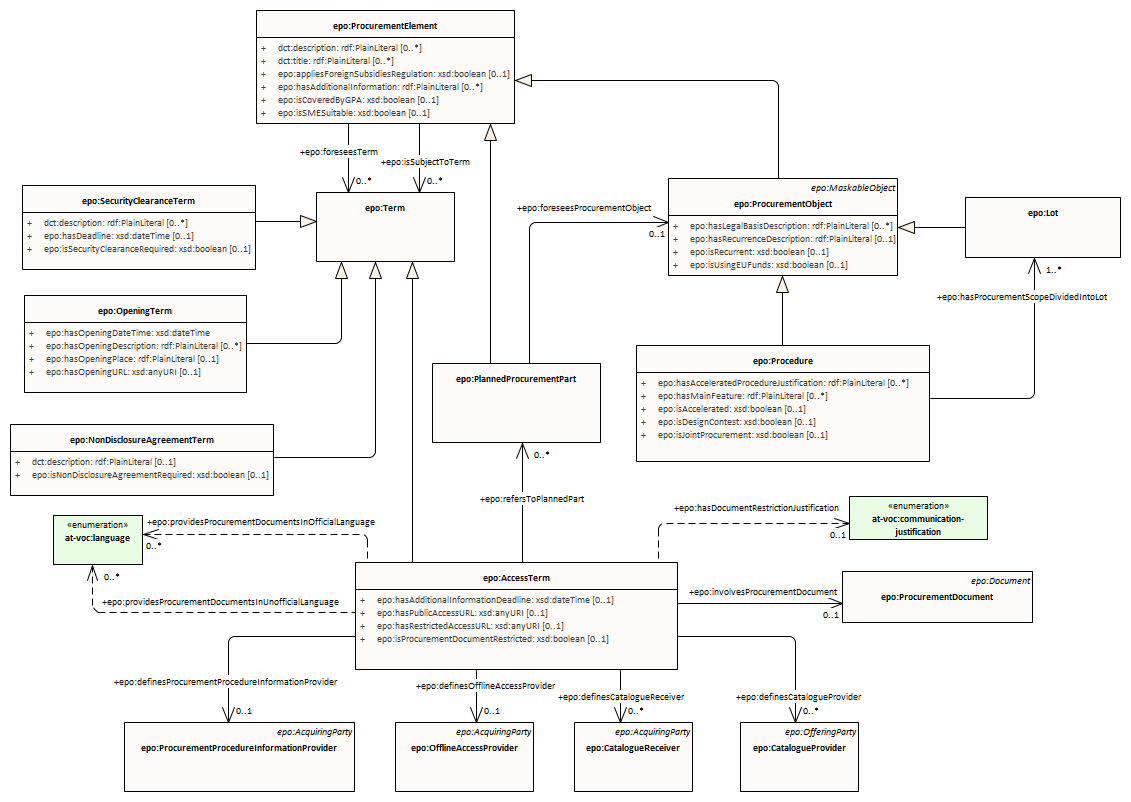 epo:ProcurementElement
+ dct:description: rdf:PlainLiteral [0..*]
+ dct:title: rdf:PlainLiteral [0..*]
+ epo:appliesForeignSubsidiesRegulation: xsd:boolean [0..1]
+ epo:hasAdditionalInformation: rdf:PlainLiteral [0..*]
+ epo:isCoveredByGPA: xsd:boolean [0..1]
+ epo:isSMESuitable: xsd:boolean [0..1]
+epo:foreseesTerm
0..*
+epo:isSubjectToTerm
0..*
epo:SecurityClearanceTerm
+ dct:description: rdf:PlainLiteral [0..*]
+ epo:hasDeadline: xsd:dateTime [0..1]
+ epo:isSecurityClearanceRequired: xsd:boolean [0..1]
epo:Term
+epo:foreseesProcurementObject
0..1
epo:MaskableObject
epo:ProcurementObject
+ epo:hasLegalBasisDescription: rdf:PlainLiteral [0..*]
+ epo:hasRecurrenceDescription: rdf:PlainLiteral [0..1]
+ epo:isRecurrent: xsd:boolean [0..1]
+ epo:isUsingEUFunds: xsd:boolean [0..1]
epo:Lot
1..*
+epo:hasProcurementScopeDividedIntoLot
epo:OpeningTerm
+ epo:hasOpeningDateTime: xsd:dateTime
+ epo:hasOpeningDescription: rdf:PlainLiteral [0..*]
+ epo:hasOpeningPlace: rdf:PlainLiteral [0..1]
+ epo:hasOpeningURL: xsd:anyURI [0..1]
epo:PlannedProcurementPart
epo:Procedure
+ epo:hasAcceleratedProcedureJustification: rdf:PlainLiteral [0..*]
+ epo:hasMainFeature: rdf:PlainLiteral [0..*]
+ epo:isAccelerated: xsd:boolean [0..1]
+ epo:isDesignContest: xsd:boolean [0..1]
+ epo:isJointProcurement: xsd:boolean [0..1]
epo:NonDisclosureAgreementTerm
+ dct:description: rdf:PlainLiteral [0..1]
+ epo:isNonDisclosureAgreementRequired: xsd:boolean [0..1]
0..*
+epo:refersToPlannedPart
«enumeration»
at-voc:language
+epo:providesProcurementDocumentsInOfficialLanguage
0..*
0..*
+epo:providesProcurementDocumentsInUnofficialLanguage
+epo:hasDocumentRestrictionJustification
0..1
«enumeration»
at-voc:communication-
justification
epo:AccessTerm
+ epo:hasAdditionalInformationDeadline: xsd:dateTime [0..1]
+ epo:hasPublicAccessURL: xsd:anyURI [0..1]
+ epo:hasRestrictedAccessURL: xsd:anyURI [0..1]
+ epo:isProcurementDocumentRestricted: xsd:boolean [0..1]
+epo:involvesProcurementDocument
0..1
epo:Document
epo:ProcurementDocument
+epo:definesProcurementProcedureInformationProvider
0..1
+epo:definesOfflineAccessProvider
0..1
+epo:definesCatalogueReceiver
0..*
+epo:definesCatalogueProvider
0..*
epo:AcquiringParty
epo:ProcurementProcedureInformationProvider
epo:AcquiringParty
epo:OfflineAccessProvider
epo:AcquiringParty
epo:CatalogueReceiver
epo:OfferingParty
epo:CatalogueProvider